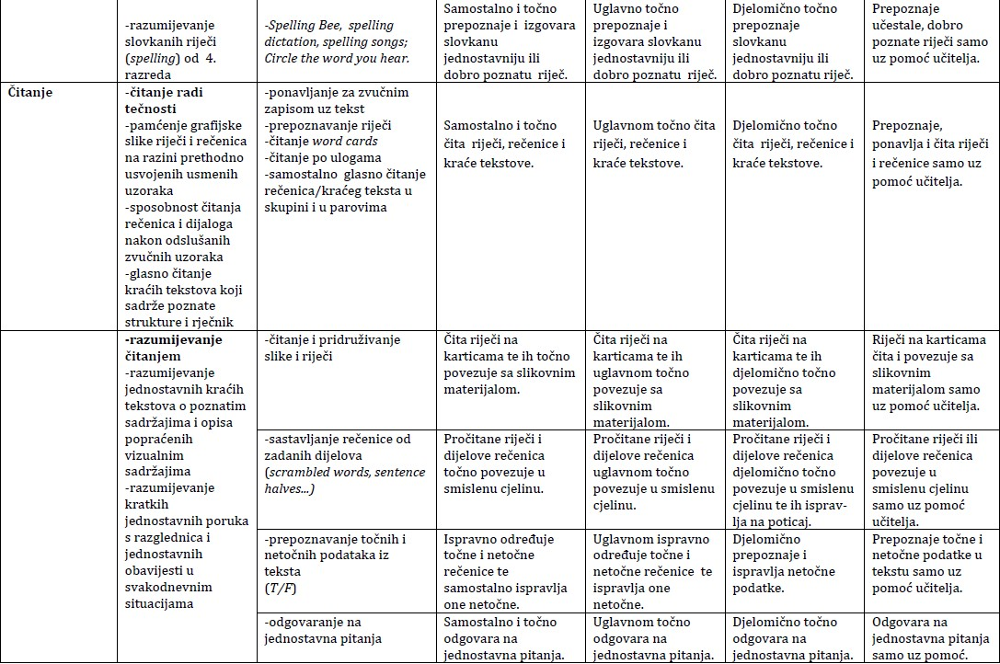 -razumijevanje
slovkanih riječi
(spelling) od  4.
razreda
-Spelling Bee,  spelling
dictation, spelling songs;
Circle the word you hear.
Samostalno i točno
prepoznaje i  izgovara
slovkanu
jednostavniju ili
dobro poznatu  riječ.
Uglavno točno
prepoznaje i
izgovara slovkanu
jednostavniju ili
dobro poznatu  riječ.
Djelomično točno
prepoznaje
slovkanu
jednostavniju ili
dobro poznatu riječ.
Prepoznaje
učestale, dobro
poznate riječi samo
uz pomoć učitelja.
Čitanje
-čitanje radi
tečnosti
-pamćenje grafijske
slike riječi i rečenica
na razini prethodno
usvojenih usmenih
uzoraka
-sposobnost čitanja
rečenica i dijaloga
nakon odslušanih
zvučnih uzoraka
-glasno čitanje
kraćih tekstova koji
sadrže poznate
strukture i rječnik
-ponavljanje za zvučnim
zapisom uz tekst
-prepoznavanje riječi
-čitanje word cards
-čitanje po ulogama
-samostalno  glasno čitanje
rečenica/kraćeg teksta u
skupini i u parovima
Samostalno i točno
čita  riječi, rečenice i
kraće tekstove.
Uglavnom točno čita
riječi, rečenice i
kraće tekstove.
Djelomično točno
čita  riječi, rečenice i
kraće tekstove.
Prepoznaje,
ponavlja i čita riječi
i rečenice samo uz
pomoć učitelja.
-razumijevanje
čitanjem
-razumijevanje
jednostavnih kraćih
tekstova o poznatim
sadržajima i opisa
popraćenih
vizualnim
sadržajima
-razumijevanje
kratkih
jednostavnih poruka
s razglednica i
jednostavnih
obavijesti u
svakodnevnim
situacijama
-čitanje i pridruživanje
slike i riječi
Čita riječi na
karticama te ih točno
povezuje sa slikovnim
materijalom.
Čita riječi na
karticama te ih
uglavnom točno
povezuje sa
slikovnim
materijalom.
Čita riječi na
karticama te ih
djelomično točno
povezuje sa
slikovnim
materijalom.
Riječi na karticama
čita i povezuje sa
slikovnim
materijalom samo
uz pomoć učitelja.
-sastavljanje rečenice od
zadanih dijelova
(scrambled words, sentence
halves...)
Pročitane riječi i
dijelove rečenica
točno povezuje u
smislenu cjelinu.
Pročitane riječi i
dijelove rečenica
uglavnom točno
povezuje u smislenu
cjelinu.
Pročitane riječi i
dijelove rečenica
djelomično točno
povezuje u smislenu
cjelinu te ih isprav-
lja na poticaj.
Pročitane riječi ili
dijelove rečenica
povezuje u
smislenu cjelinu
samo uz pomoć
učitelja.
-prepoznavanje točnih i
netočnih podataka iz
teksta
(T/F)
Ispravno određuje
točne i netočne
rečenice te
samostalno ispravlja
one netočne.
Uglavnom ispravno
određuje točne i
netočne rečenice  te
ispravlja one
netočne.
Djelomično
prepoznaje i
ispravlja netočne
podatke.
Prepoznaje točne i
netočne podatke u
tekstu samo uz
pomoć učitelja.
-odgovaranje na
jednostavna pitanja
Samostalno i točno
odgovara na
jednostavna pitanja.
Uglavnom točno
odgovara na
jednostavna pitanja.
Djelomično točno
odgovara na
jednostavna pitanja.
Odgovara na
jednostavna pitanja
samo uz pomoć.